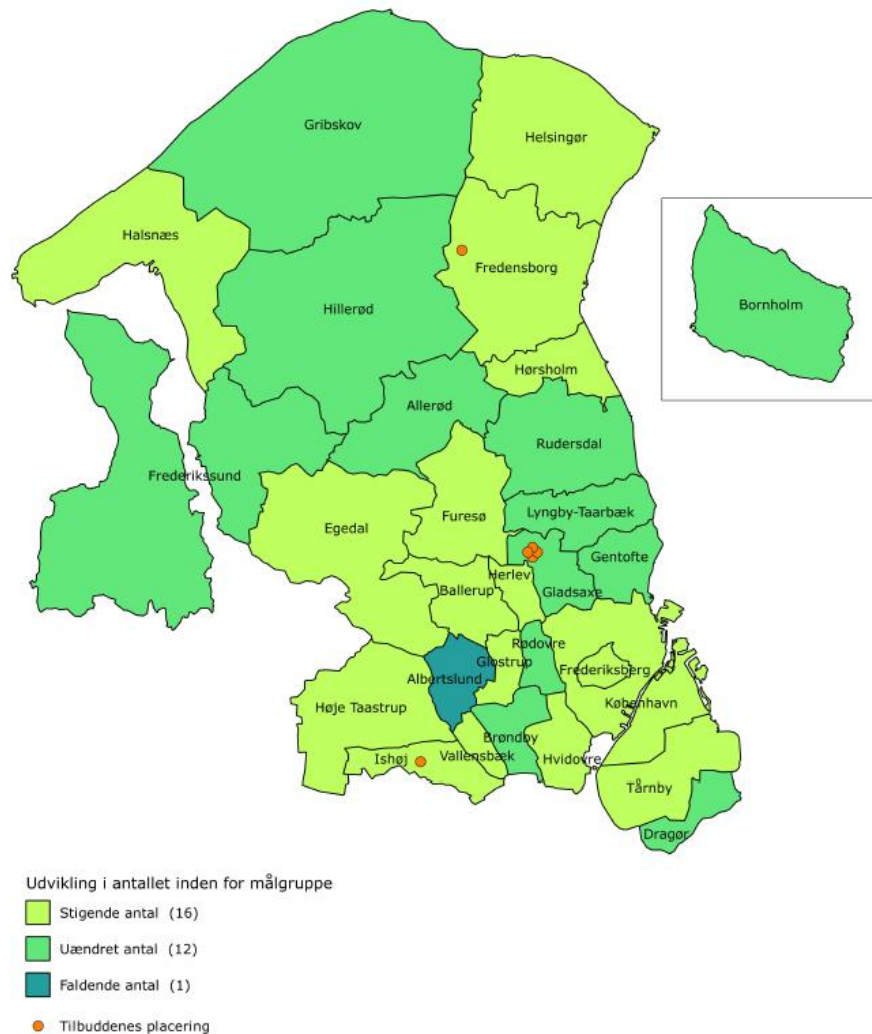 Gribskov
Helsingør
Halsnæs
Fredensborg
Bornholm
Hillerød
Hørsholm
Allerød
Rudersdal
Frederikssund
Furesø
Lyngby-Taarbæk
Egedal
Gentofte
Herlev
Ballerup
Gladsaxe
Rødovre
Glostrup
Frederiksberg
Albertslund
København
Høje Taastrup
Brøndby
Vallensbæk
Hvidovre
Ishøj
Tårnby
Dragør
Udvikling i antallet inden for målgruppe
Stigende antal (16)
Uændret antal (12)
Faldende antal (1)
Tilbuddenes placering